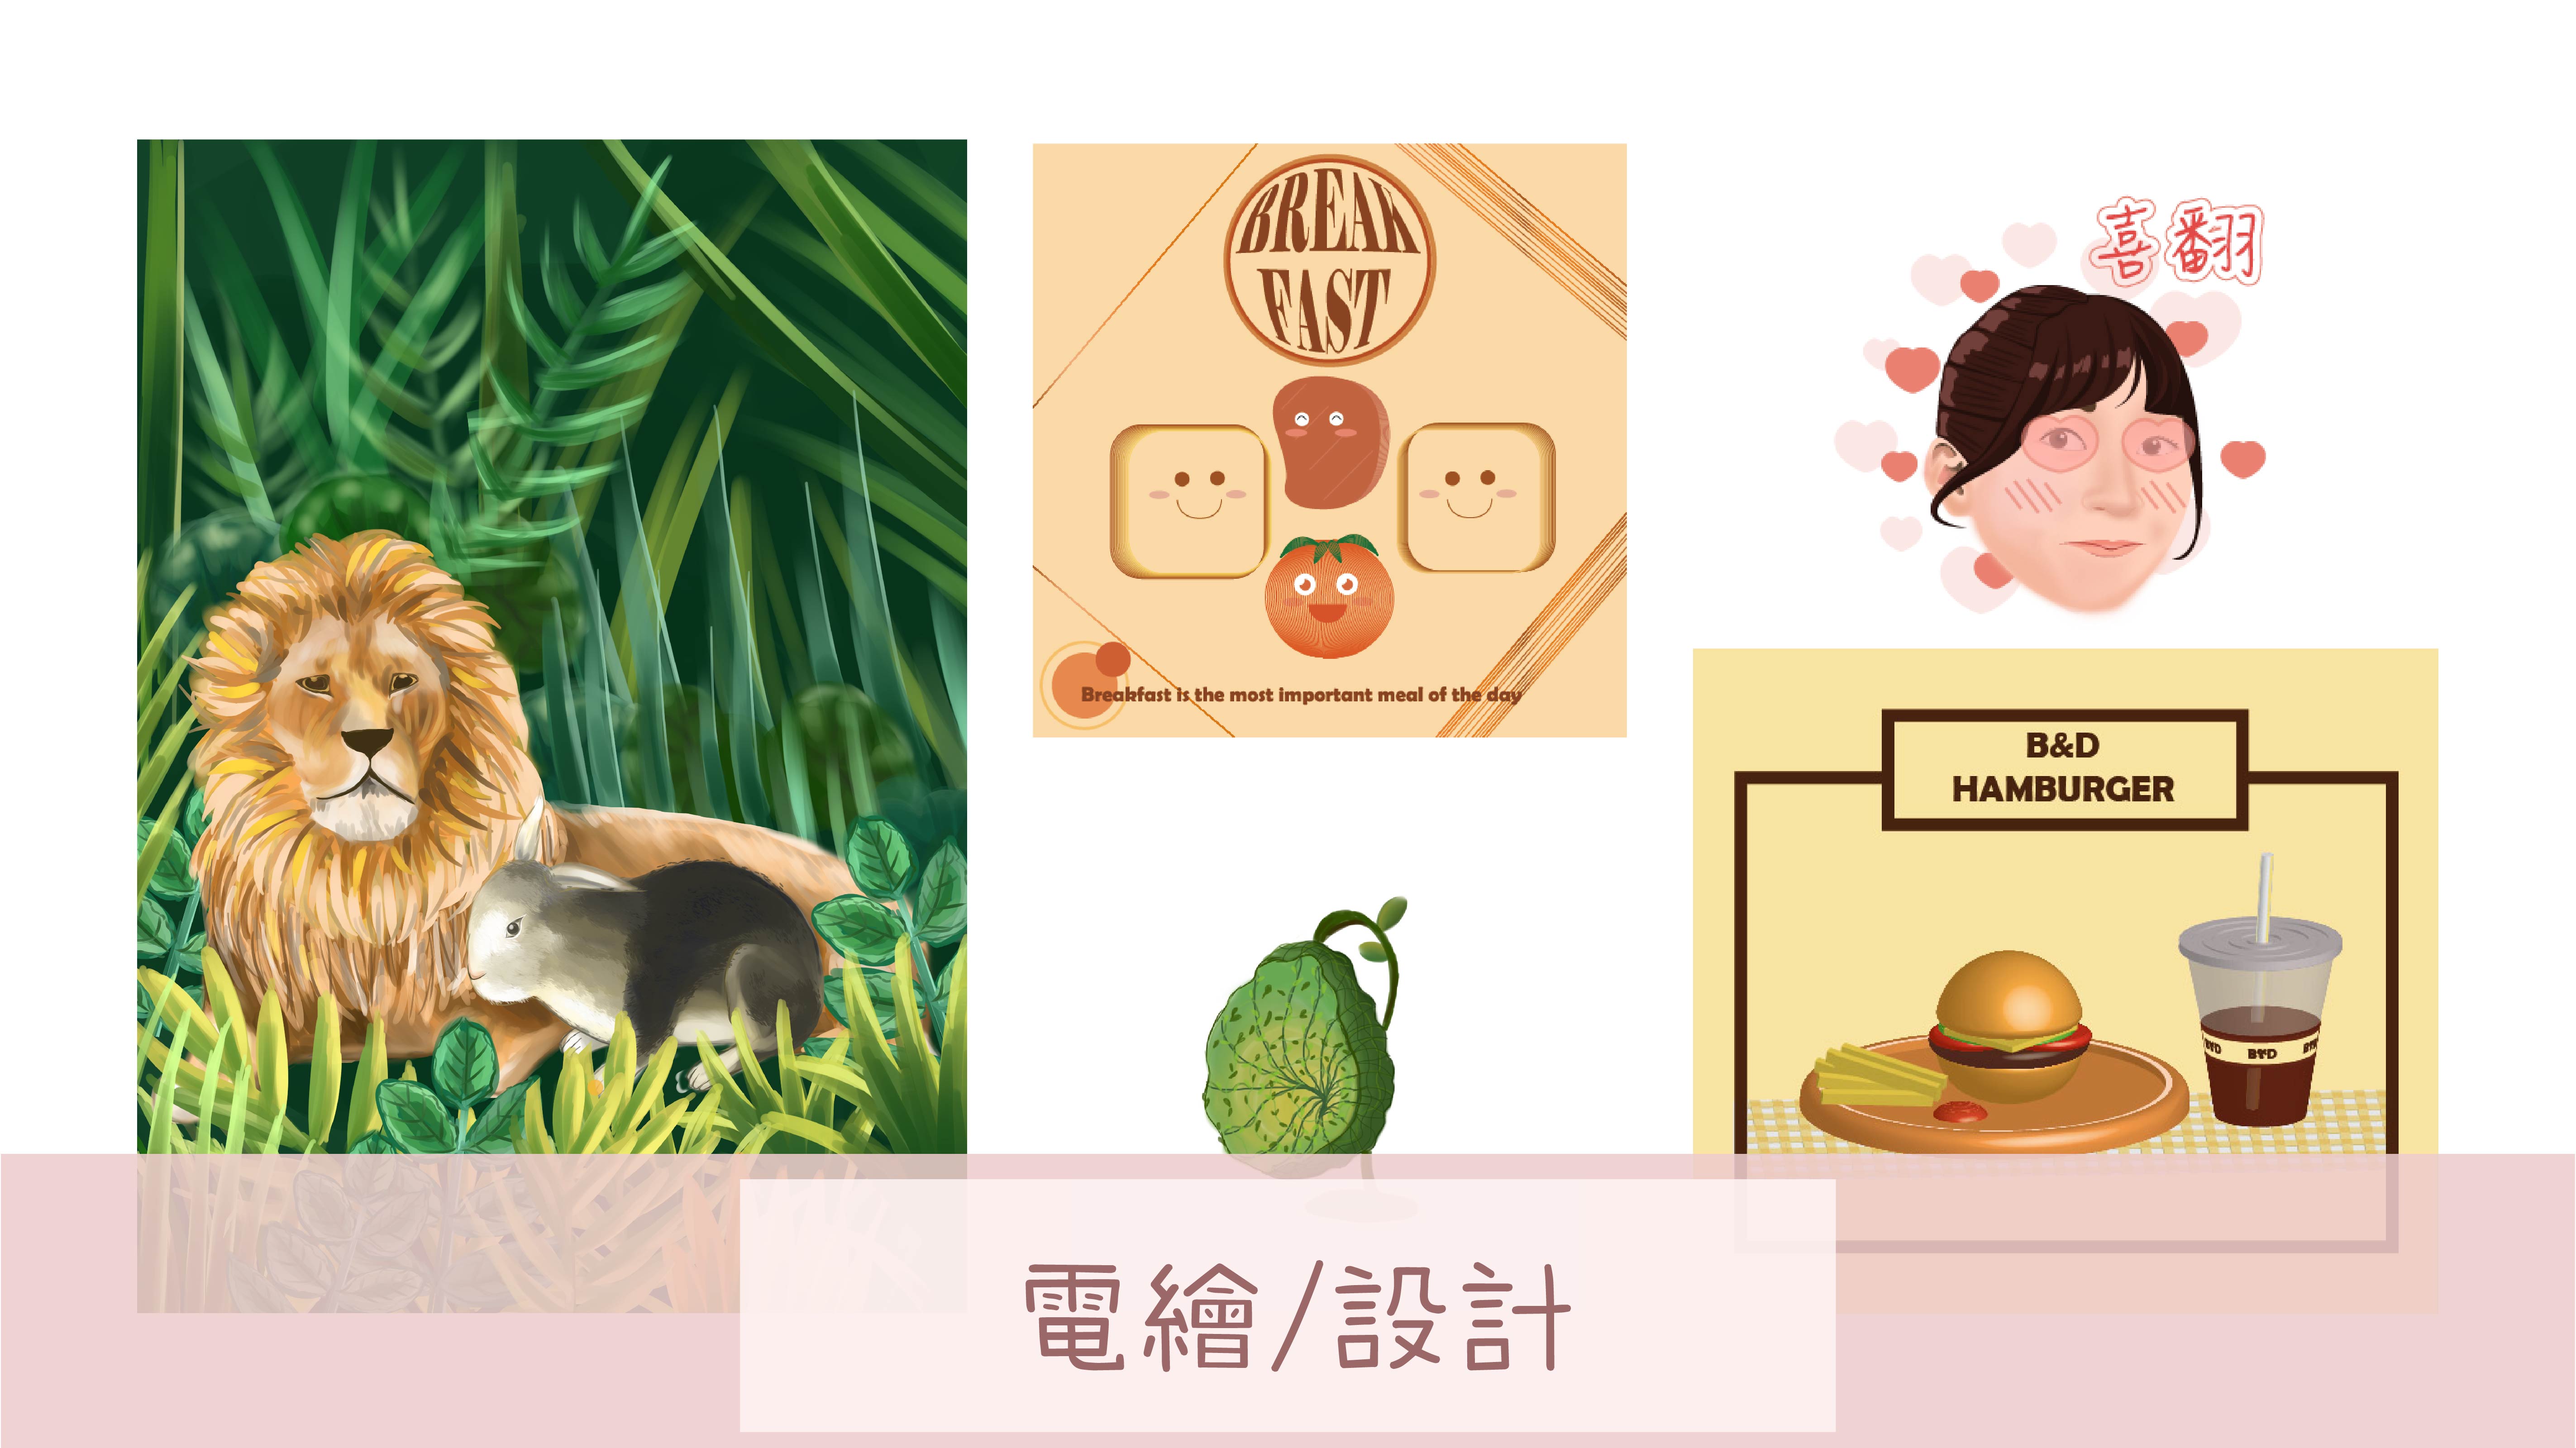 BREAK
FAST
Breakfast is the most important meal of the day
喜翻
B&D
HAMBURGER
電繪/設計